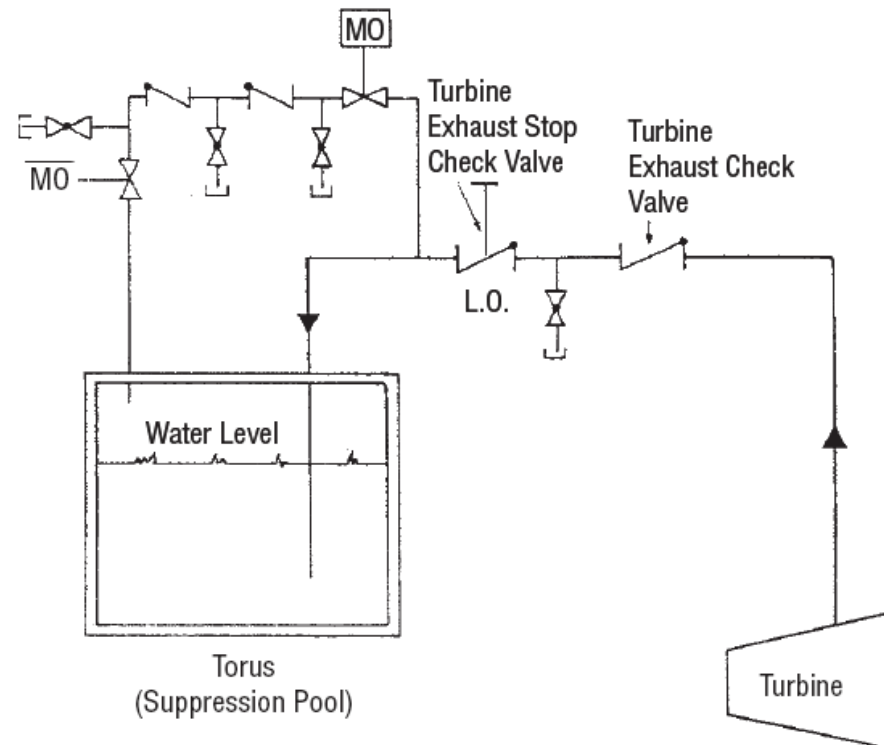 MO
Turbine
Exhaust Stop
Check Valve
Turbine
Exhaust Check
Valve
MO
L.O.
Water Level
Torus
(Suppression Pool)
Turbine